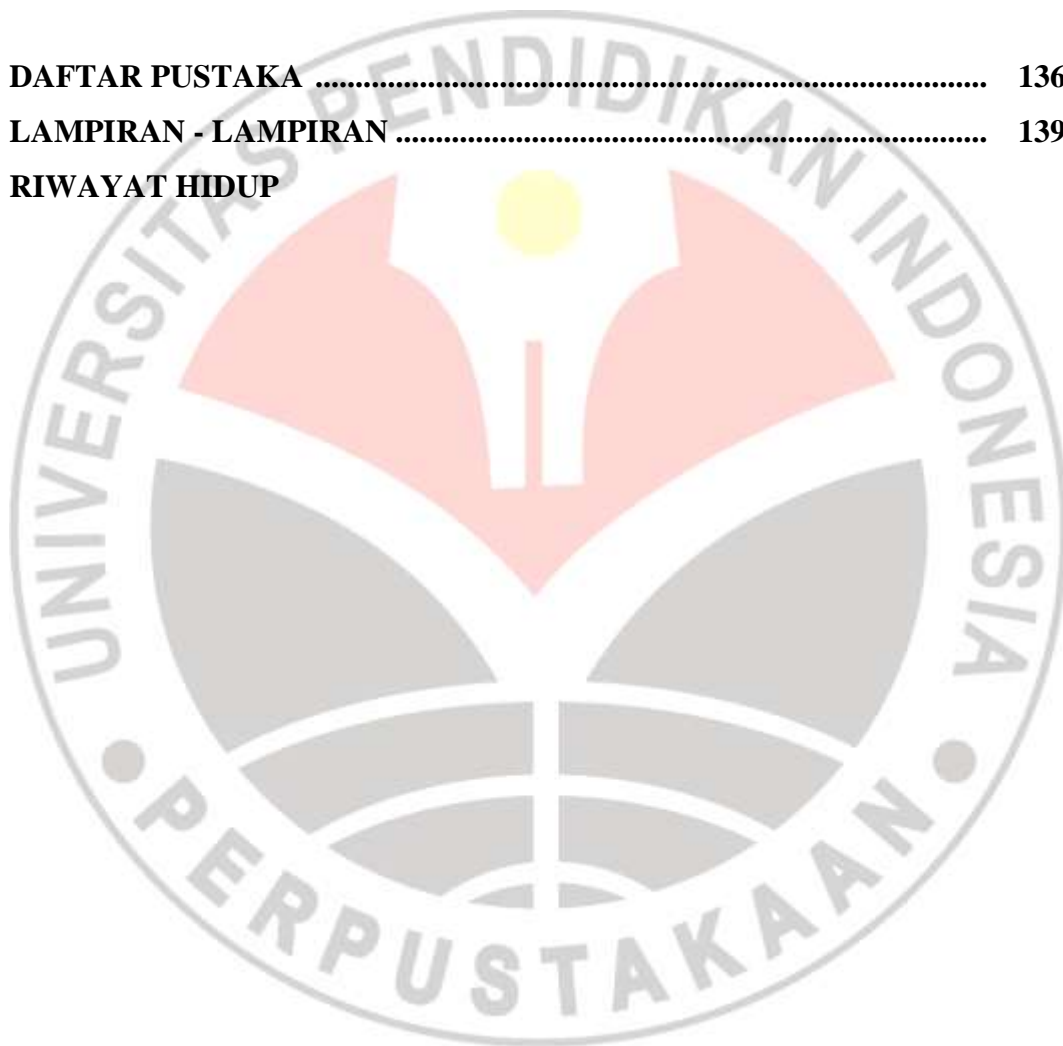 DAFTAR PUSTAKA ..................................................................................... 136
LAMPIRAN - LAMPIRAN ........................................................................... 139
RIWAYAT HIDUP
UNIVERSITAS PENDIDIKAN INDONESIA
• PERPUSTAKAAN •